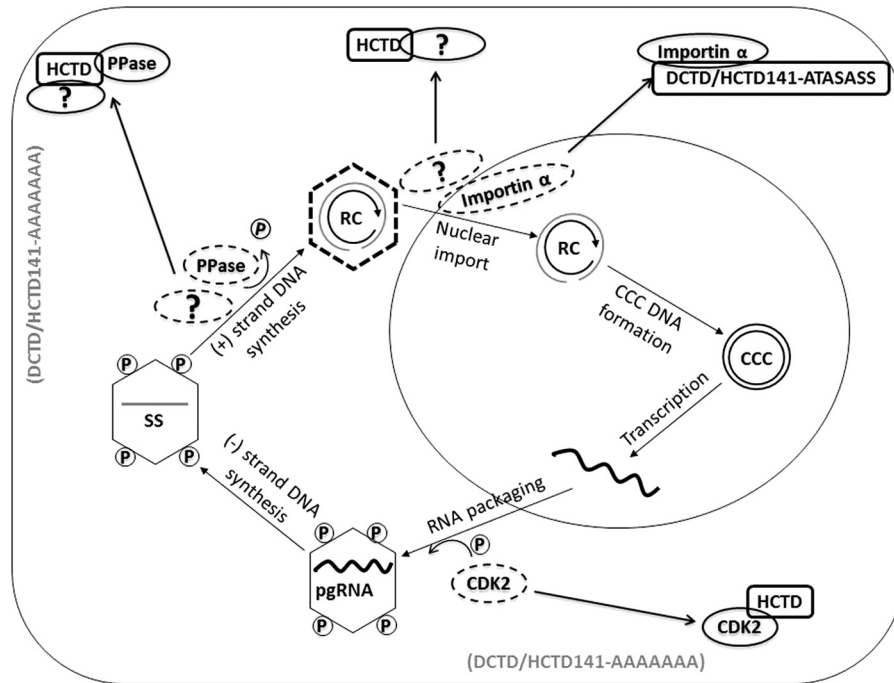 HCTD
PPase
?
HCTD
?
Importin α
DCTD/HCTD141-ATASASS
(DCTD/HCTD141-AAAAAAA)
?
Importin α
RC
P
PPase
?
Nuclear
import
RC
(+) strand DNA
synthesis
CCC DNA
formation
CCC
P
P
SS
P
P
Transcription
(-) strand DNA
synthesis
RNA packaging
P
P
P
pgRNA
P
P
CDK2
HCTD
CDK2
(DCTD/HCTD141-AAAAAAA)